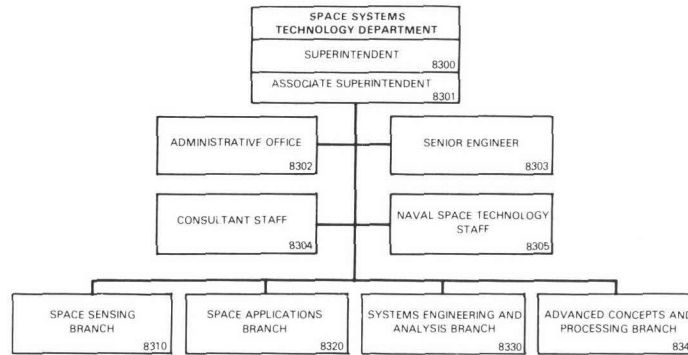 SPACE SYSTEMS
TECHNOLOGY DEPARTMENT
SUPERINTENDENT
8300
ASSOCIATE SUPERINTENDENT
8301
ADMINISTRATIVE OFFICE
8302
SENIOR ENGINEER
8303
CONSULTANT STAFF
8304
NAVAL SPACE TECHNOLOGY
STAFF
8305
SPACE SENSING
BRANCH
8310
SPACE APPLICATIONS
BRANCH
8320
SYSTEMS ENGINEERING AND
ANALYSIS BRANCH
8330
ADVANCED CONCEPTS AND
PROCESSING BRANCH